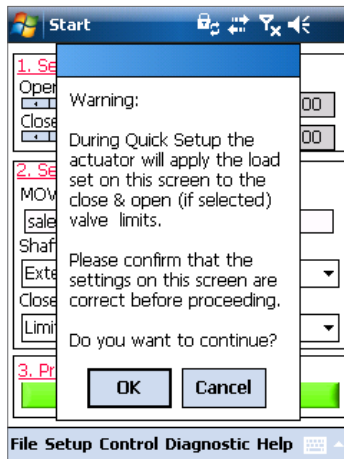 Start
1. Se
Oper
00
Close
00
Warning:
During Quick Setup the
actuator will apply the load
set on this screen to the
close & open (if selected)
valve limits.
Please confirm that the
settings on this screen are
correct before proceeding.
Do you want to continue?
OK Cancel
2. Se
MOV
sale
Shaf
Exte
Close
Limi
3. Pr
File Setup Control Diagnostic Help